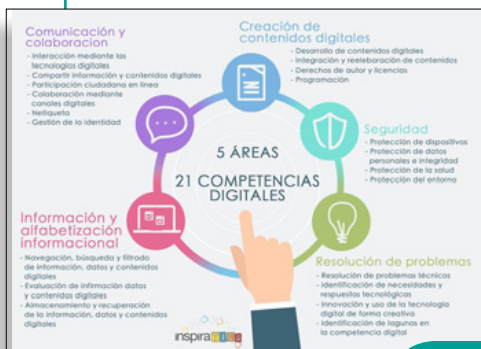 Comunicación y
colaboracion
- Interacción mediante las
tecnologías digitales
- Compartir información y contenidos digitales
- Participación ciudadana en línea
- Colaboración mediante
canales digitales
- Netiqueta
- Gestión de la identidad
Creación de
contenidos digitales
- Desarrollo de contenidos digitales
- Integración y reeleboración de contenidos
- Derechos de autor y licencias
- Programación
Seguridad
- Protección de dispositivos
- Protección de datos
personales e integridad
- Protección de la salud
- Protección del entorno
5 ÁREAS
21 COMPETENCIAS
DIGITALES
Información y
alfabetización
informacional
- Navegación, búsqueda y filtrado
de información, datos y contenidos
digitales
- Evaluación de infirmación datos
y contenidos digitales
- Almacenamiento y recuperación
de la información, datos y contenidos
digitales
Resolución de problemas
- Resolución de problemas técnicos
- Identificación de necesidades y
respuestas tecnológicas
- Innovación y uso de la tecnología
digital de forma creativa
- Identificación de lagunas en
la competencia digital
inspiratics